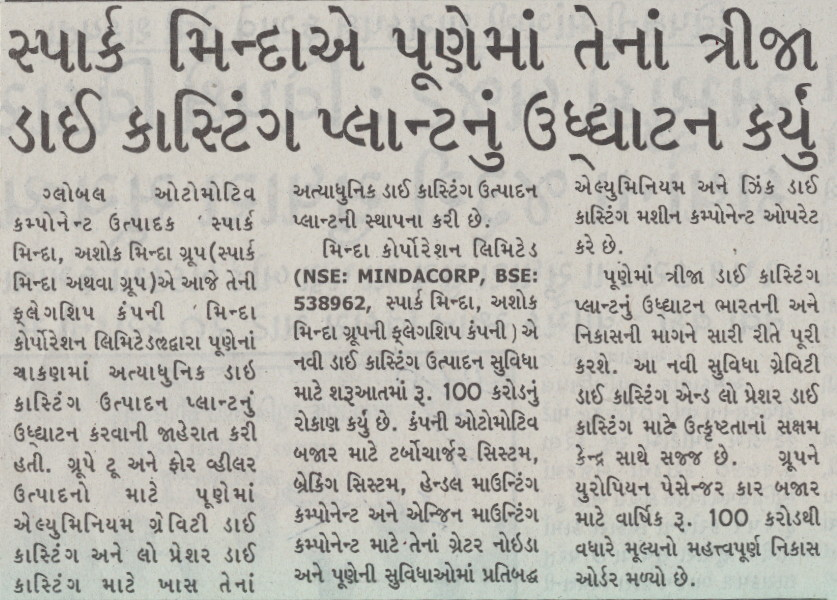 સ્પાર્ક મિન્દાએ પૂણેમાં તેનાં ત્રીજા
ડાઈ કાસ્ટિંગ પ્લાન્ટનું ઉધ્ઘાટન કર્યું
ગ્લોબલ ઓટોમોટિવ
કમ્પોનેન્ટ ઉત્પાદક ' સ્પાર્ક
મિન્દા, અશોક મિન્દા ગ્રૂપ(સ્પાર્ક
મિન્દા અથવા ગ્રૂપ)એ આજે તેની
ફ્લેગશિપ કંપની મિન્દા
કોર્પોરેશન લિમિટેડલ્દ્વારા પૂણેનાં
ચાકણમાં અત્યાધુનિક ડાઈ
કાસ્ટિંગ ઉત્પાદન પ્લાન્ટનું
ઉધ્ઘાટન કરવાની જાહેરાત કરી
હતી. ગ્રૂપે ટૂ અને ફોર વ્હીલર
ઉત્પાદનો માટે પૂણેમાં
એલ્યુમિનિયમ ગ્રેવિટી ડાઈ
કાસ્ટિંગ અને લો પ્રેશર ડાઈ
કાસ્ટિંગ માટે ખાસ તેનાં
અત્યાધુનિક ડાઈ કાસ્ટિંગ ઉત્પાદન
પ્લાન્ટની સ્થાપના કરી છે.
મિન્દા કોર્પોરેશન લિમિટેડ
(NSE: MINDACORP, BSE:
538962, સ્પાર્ક મિન્દા, અશોક
મિન્દા ગ્રૂપની ફ્લેગશિપ કંપની)એ
નવી ડાઈ કાસ્ટિંગ ઉત્પાદન સુવિધા
માટે શરૂઆતમાં રૂ. 100 કરોડનું
રોકાણ કર્યું છે. કંપની ઓટોમોટિવ
બજાર માટે ટર્બોચાર્જર સિસ્ટમ,
બ્રેકિંગ સિસ્ટમ, હેન્ડલ માઉન્ટિંગ
કમ્પોનેન્ટ અને એન્જિન માઉન્ટિંગ
કમ્પોનેન્ટ માટે તેનાં ગ્રેટર નોઇડા
અને પૂણેની સુવિધાઓમાં પ્રતિબદ્ધ
એલ્યુમિનિયમ અને ઝિંક ડાઈ
કાસ્ટિંગ મશીન કમ્પોનેન્ટ ઓપરેટ
કરે છે.
પૂણેમાં ત્રીજા ડાઈ કાસ્ટિંગ
પ્લાન્ટનું ઉધ્ઘાટન ભારતની અને
નિકાસની માગને સારી રીતે પૂરી
કરશે. આ નવી સુવિધા ગ્રેવિટી
ડાઈ કાસ્ટિંગ એન્ડ લો પ્રેશર ડાઈ
કાસ્ટિંગ માટે ઉત્કૃષ્ટતાનાં સક્ષમ
કેન્દ્ર સાથે સજ્જ છે. ગ્રૂપને
યુરોપિયન પેસેન્જર કાર બજાર
માટે વાર્ષિક રૂ. 100 કરોડથી
વધારે મૂલ્યનો મહત્ત્વપૂર્ણ નિકાસ
ઓર્ડર મળ્યો છે.